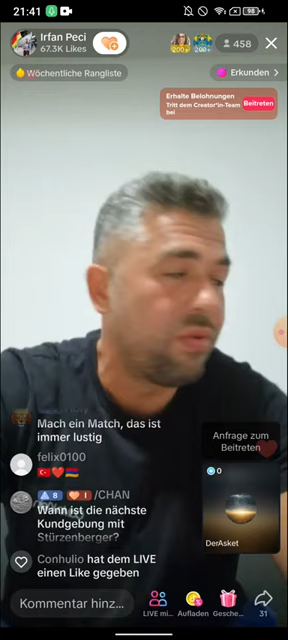 21:41
98
Irfan Peci
67.3K Likes
200+
200+
458
Wöchentliche Rangliste
Erkunden
Erhalte Belohnungen
Tritt dem Creator*in-Team
bei
Beitreten
Mach ein Match, das ist
immer lustig
felix0100
8
1
/CHAN
Wann ist die nächste
Kundgebung mit
Stürzenberger?
Conhulio hat dem LIVE
einen Like gegeben
Anfrage zum
Beitreten
0
DerAsket
Kommentar hinz...
LIVE mi...
Aufladen
Gesche...
31